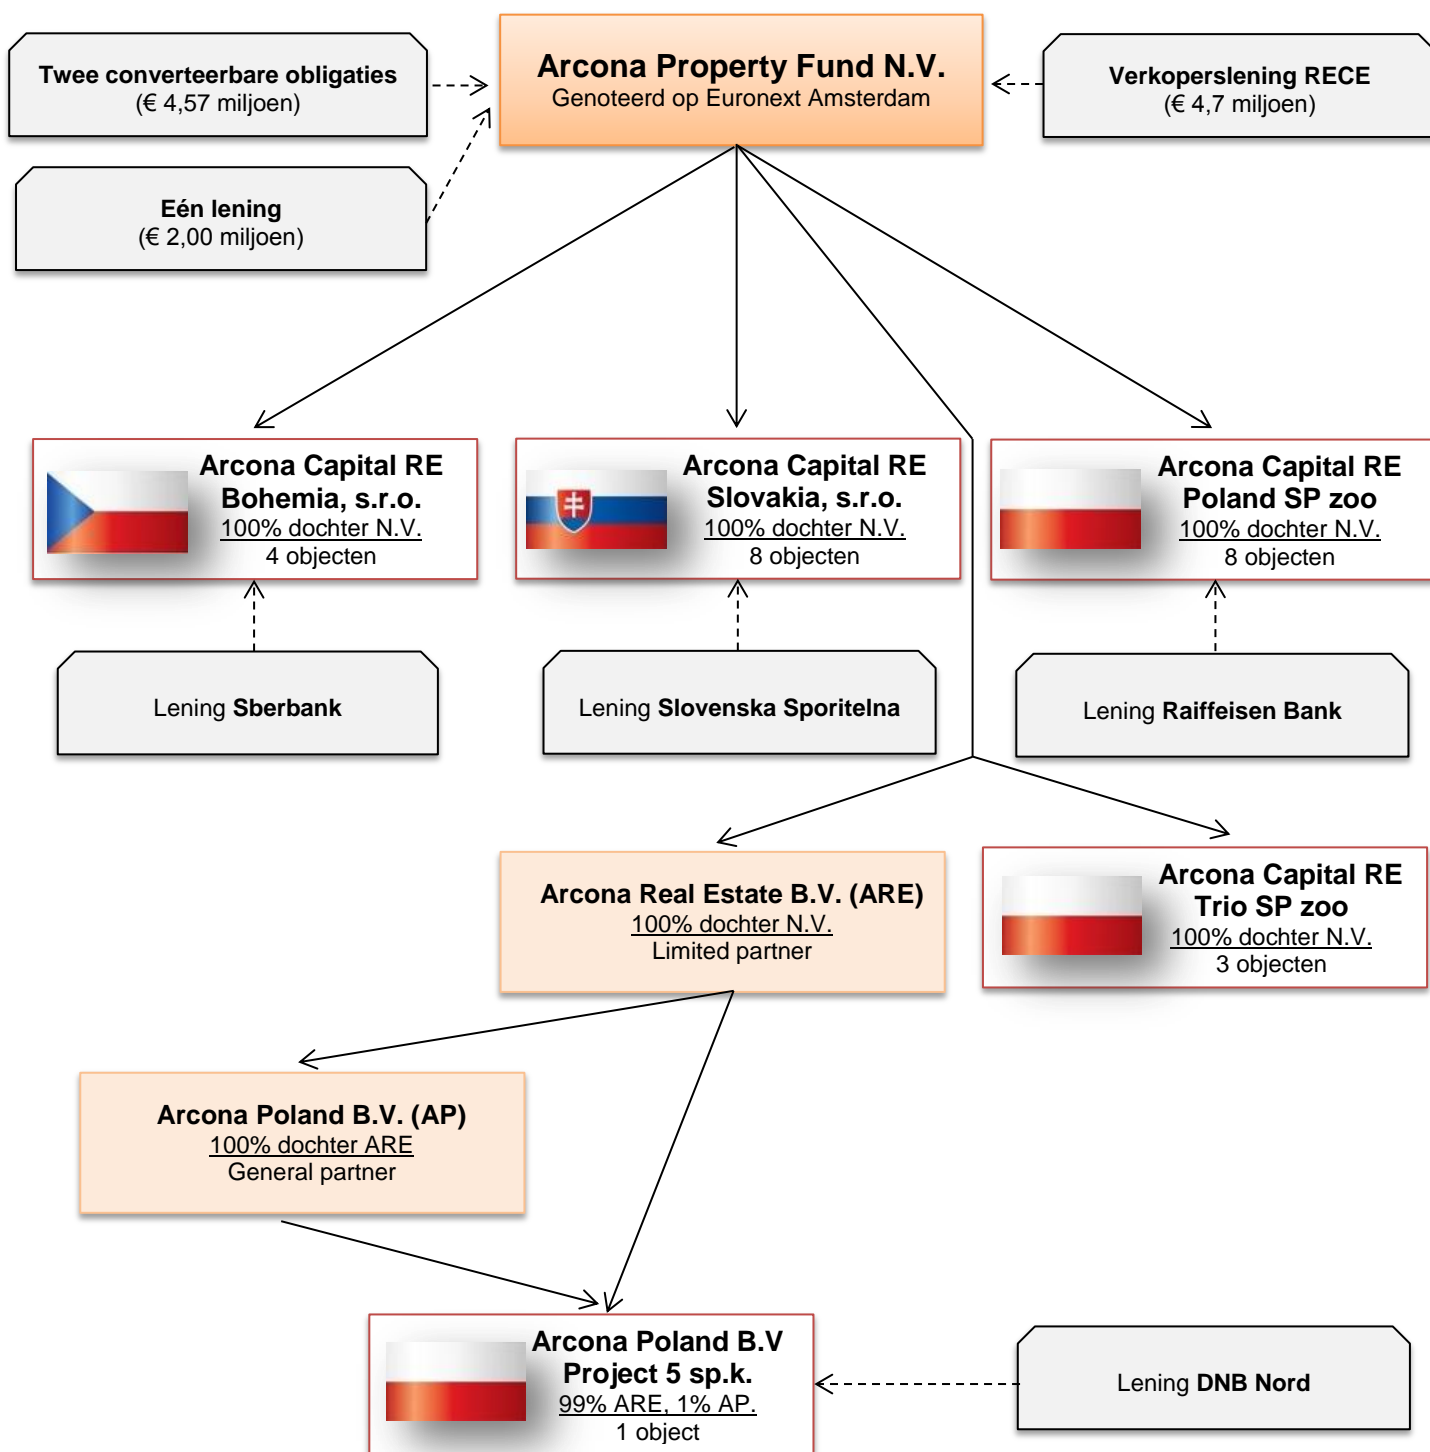 Twee converteerbare obligaties
(€ 4,57 miljoen)
Arcona Property Fund N.V.
Genoteerd op Euronext Amsterdam
Verkoperslening RECE
(€ 4,7 miljoen)
Eén lening
(€ 2,00 miljoen)
Arcona Capital RE
Bohemia, s.r.o.
100% dochter N.V.
4 objecten
Arcona Capital RE
Slovakia, s.r.o.
100% dochter N.V.
8 objecten
Arcona Capital RE
Poland SP zoo
100% dochter N.V.
8 objecten
Lening Sberbank
Lening Slovenska Sporitelna
Lening Raiffeisen Bank
Arcona Real Estate B.V. (ARE)
100% dochter N.V.
Limited partner
Arcona Capital RE
Trio SP zoo
100% dochter N.V.
3 objecten
Arcona Poland B.V. (AP)
100% dochter ARE
General partner
Arcona Poland B.V
Project 5 sp.k.
99% ARE, 1% AP.
1 object
Lening DNB Nord